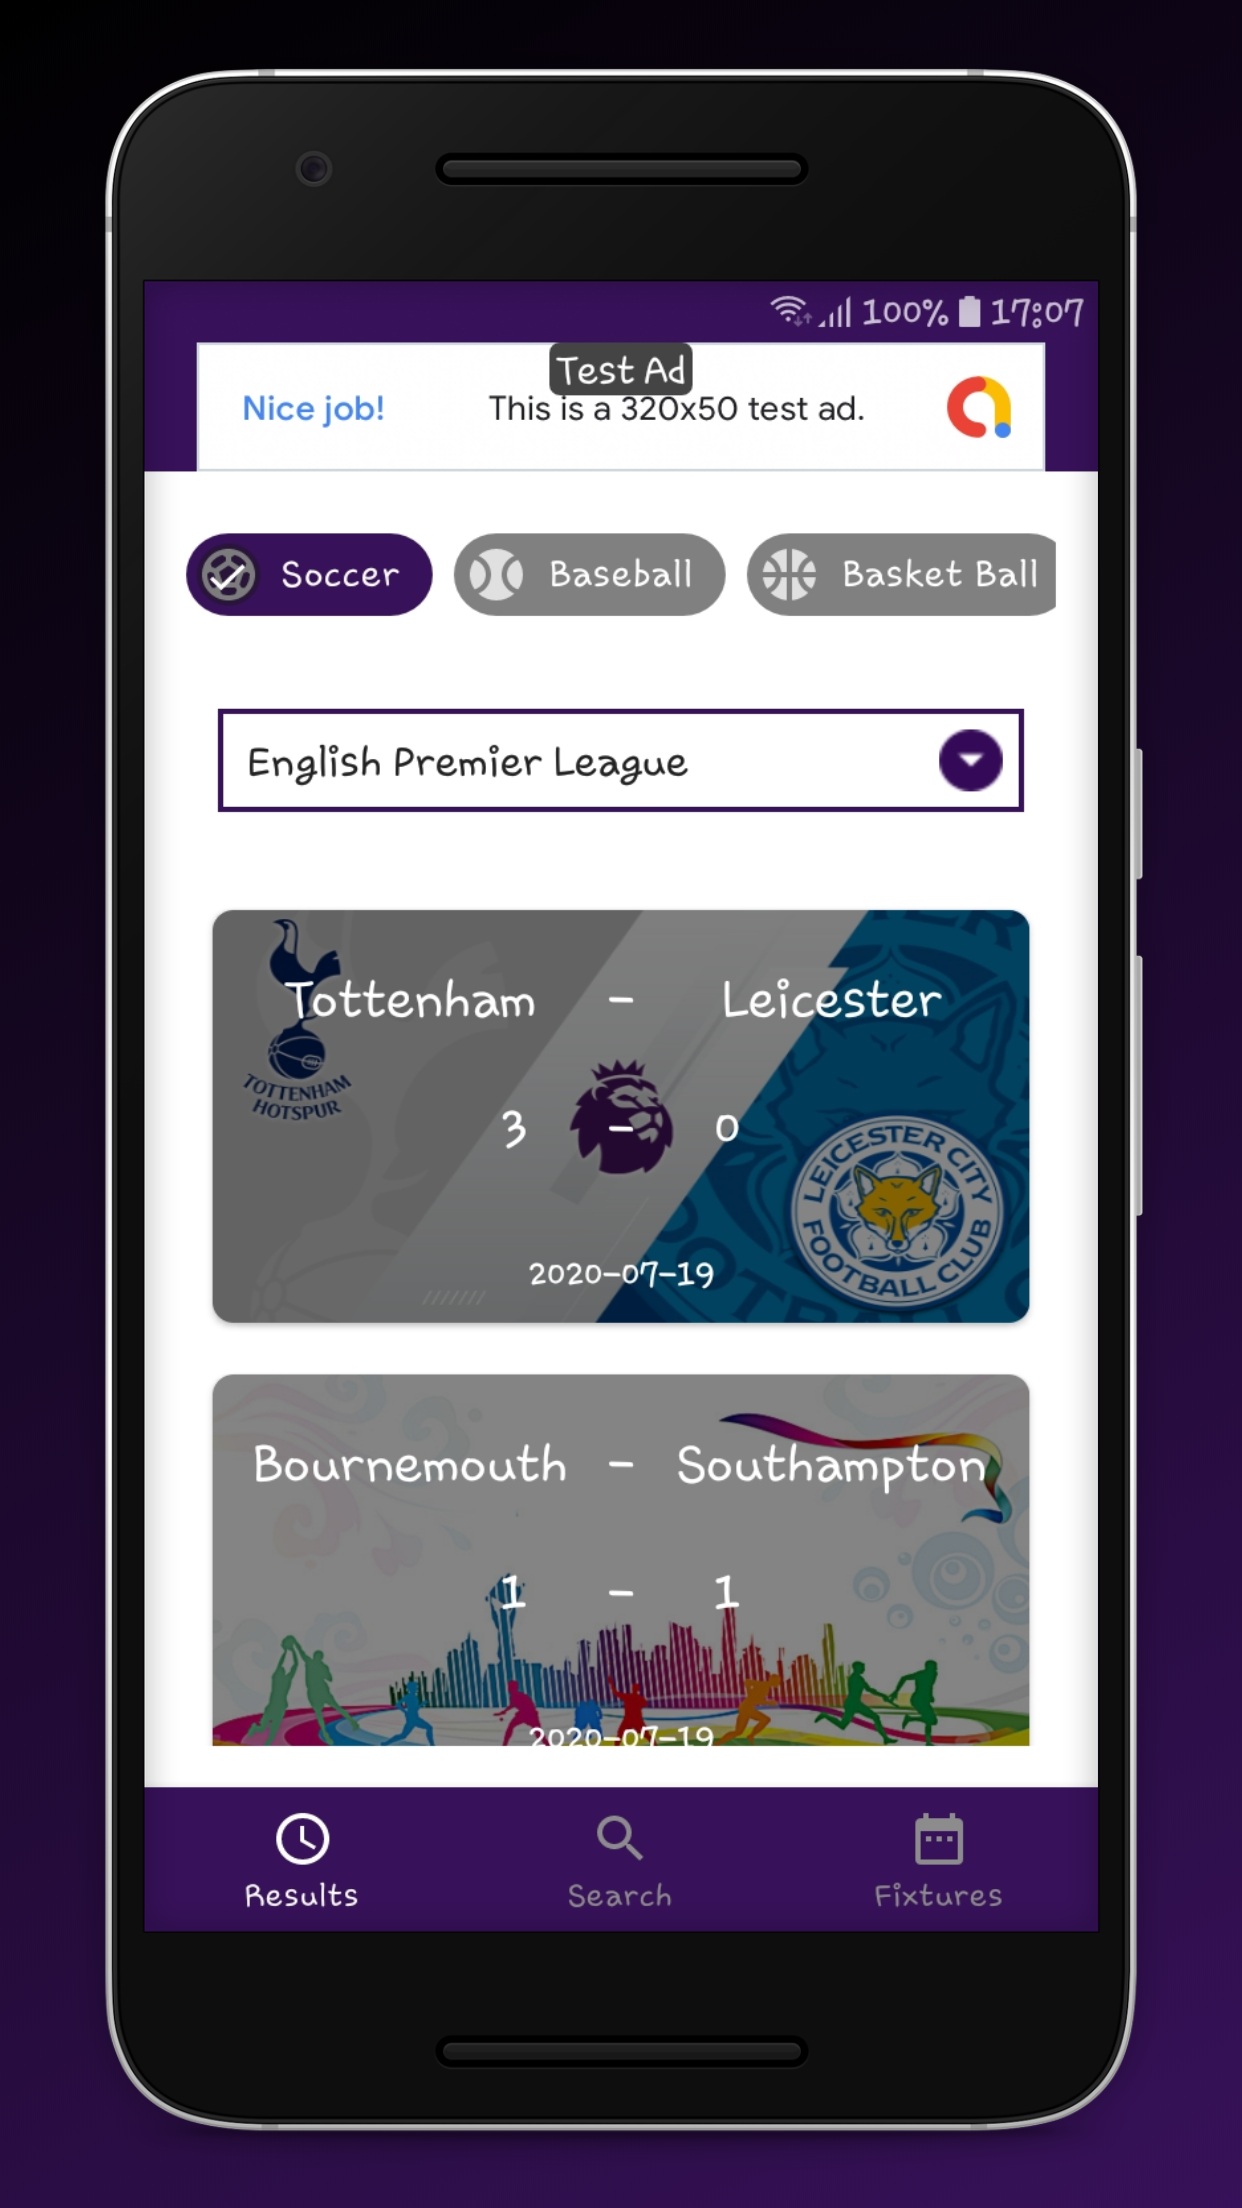 100% 17:07
Test Ad
Nice job! This is a 320x50 test ad.
Soccer Baseball Basket Ball
English Premier League
Tottenham - Leicester
TOTTENHAM
HOTSPUR
3 - 0
LEICESTER CITY
FOOTBALL CLUB
2020-07-19
Bournemouth - Southampton
1 - 1
2020-07-19
Results Search Fixtures